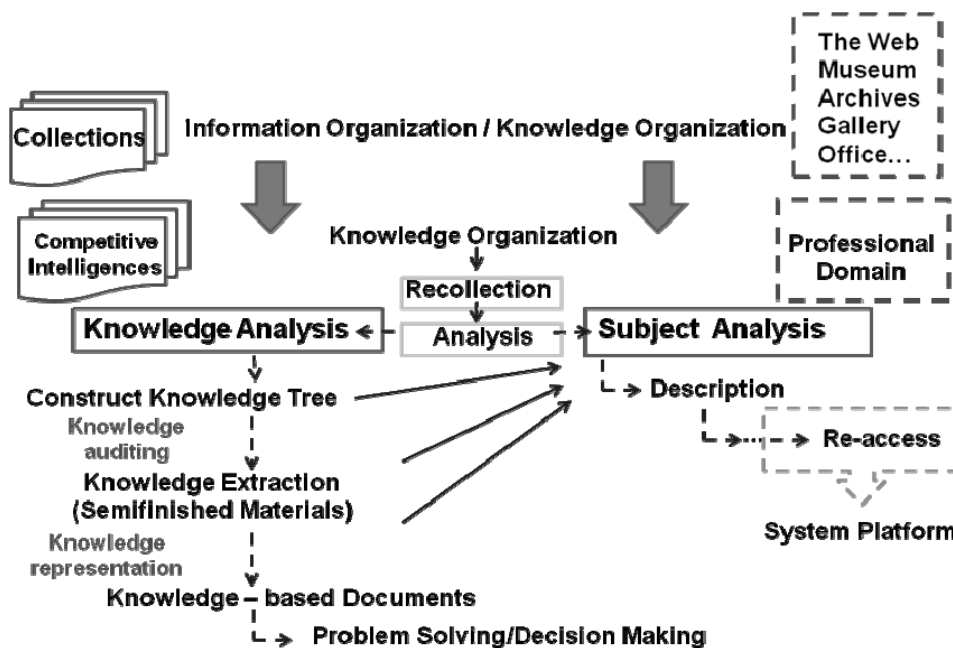 The Web
Museum
Archives
Gallery
Office...
Collections
Information Organization / Knowledge Organization
Competitive
Intelligences
Knowledge Organization
Professional
Domain
Recollection
Knowledge Analysis
Analysis
Subject Analysis
Construct Knowledge Tree
Description
Knowledge
auditing
Re-access
Knowledge Extraction
(Semifinished Materials)
System Platform
Knowledge
representation
Knowledge – based Documents
Problem Solving/Decision Making